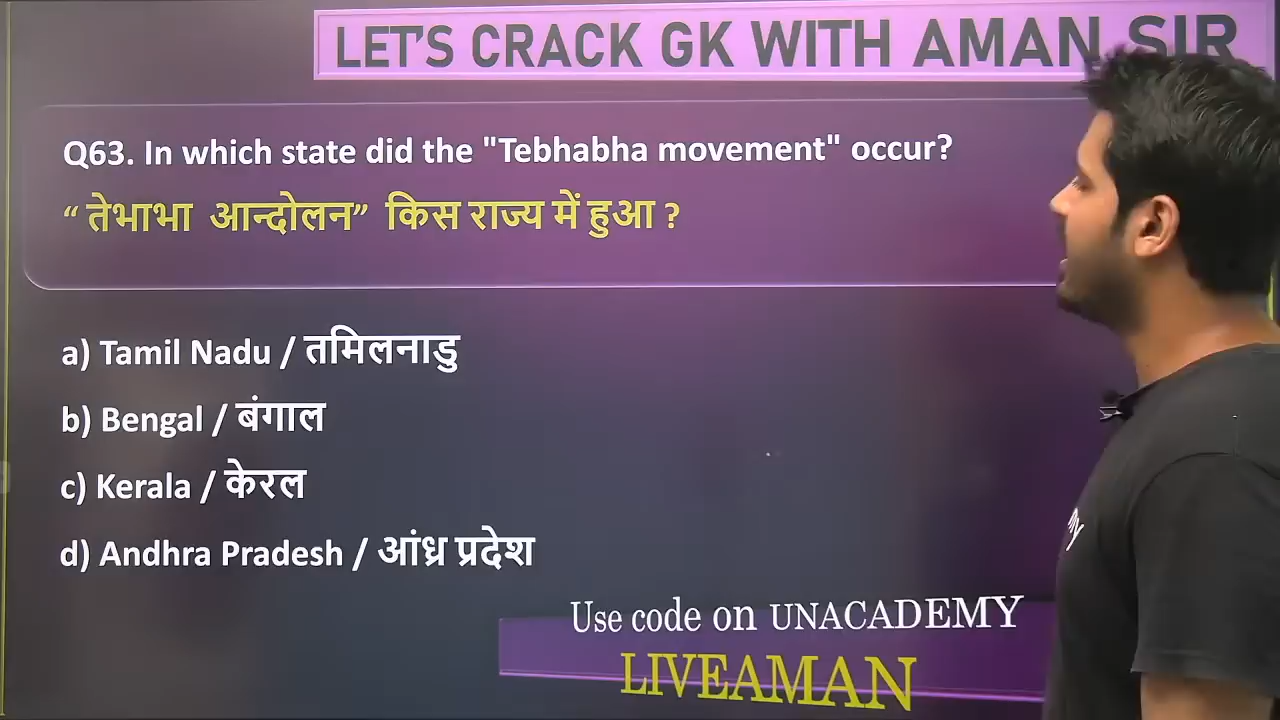 LET'S CRACK GK WITH AMAN SIR
Q63. In which state did the "Tebhabha movement" occur?
“ तेभाभा आन्दोलन” किस राज्य में हुआ ?
a) Tamil Nadu / तमिलनाडु
b) Bengal / बंगाल
c) Kerala / केरल
d) Andhra Pradesh / आंध्र प्रदेश
Use code on UNACADEMY
LIVEAMAN